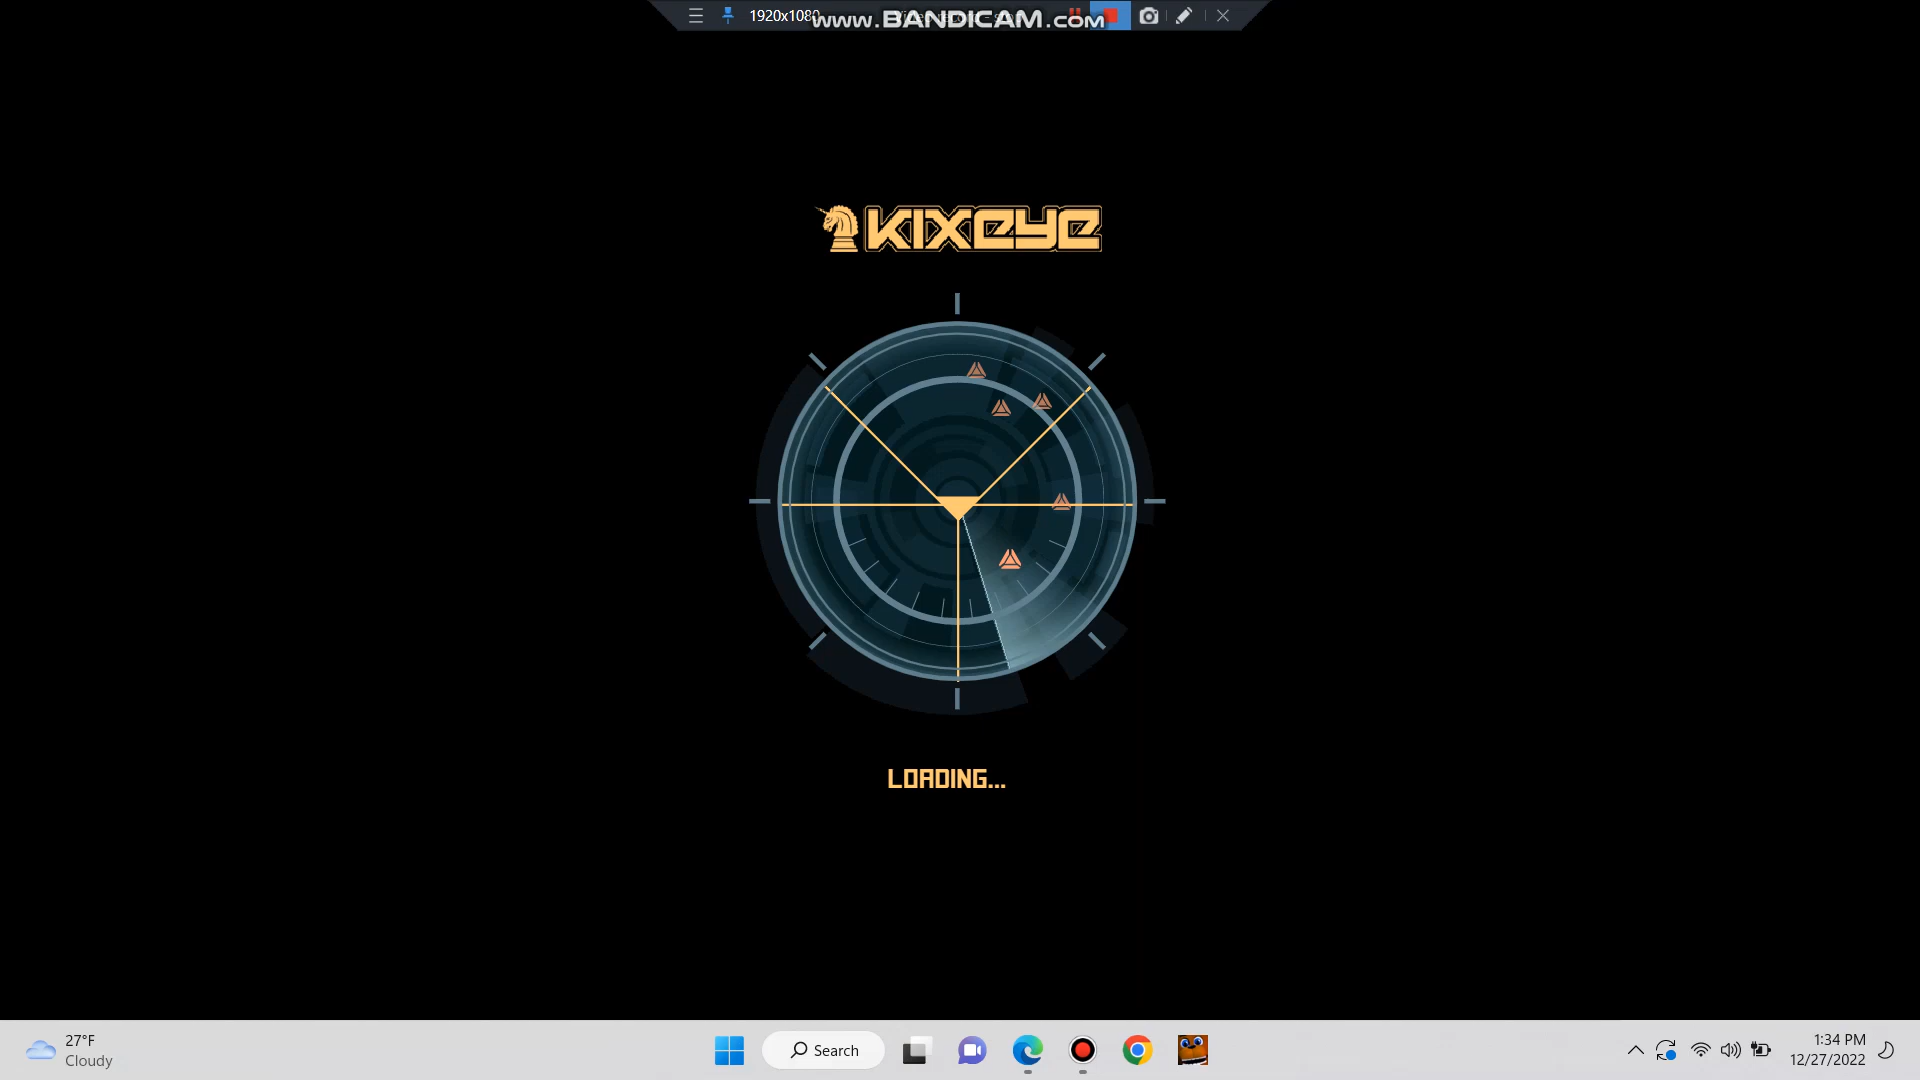 1920x1080
www.BANDICAM.com
KIXEYE
LOADING...
27°F
Cloudy
Search
1:34 PM
12/27/2022